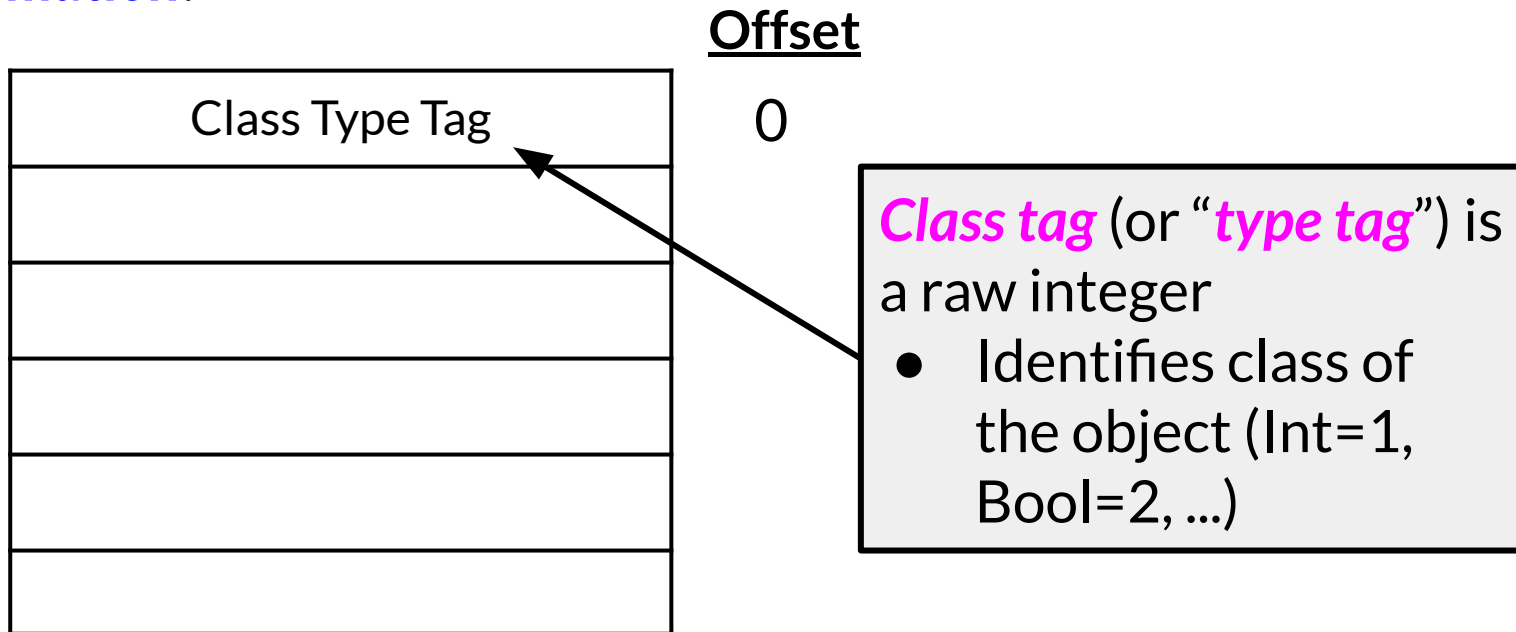 Offset
Class Type Tag
0
Class tag (or “type tag”) is
a raw integer
● Identifies class of
the object (Int=1,
Bool=2, ...)